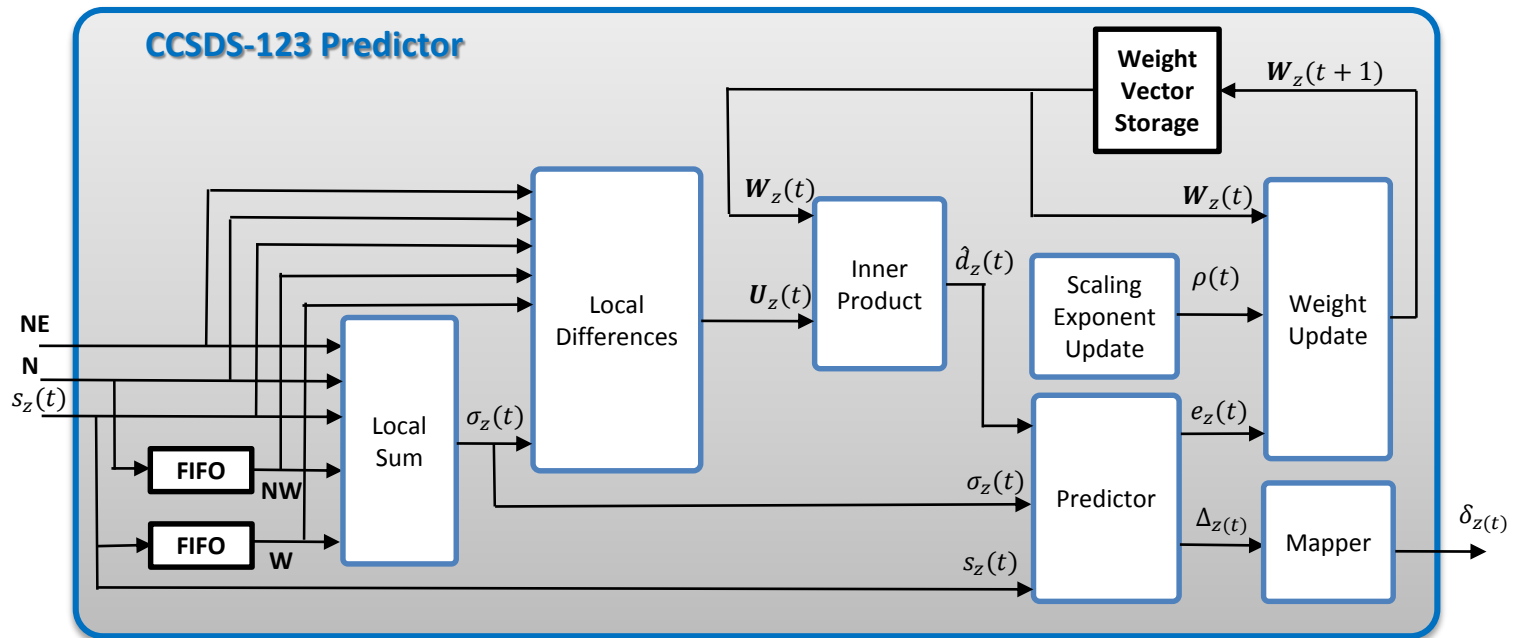 CCSDS-123 Predictor
Weight
Vector
Storage
W_z(t + 1)
W_z(t)
W_z(t)
Local
Differences
U_z(t)
Inner
Product
d̂_z(t)
Scaling
Exponent
Update
ρ(t)
Weight
Update
NE
N
s_z(t)
Local
Sum
σ_z(t)
FIFO
NW
FIFO
W
σ_z(t)
s_z(t)
Predictor
e_z(t)
Δ_z(t)
Mapper
δ_z(t)